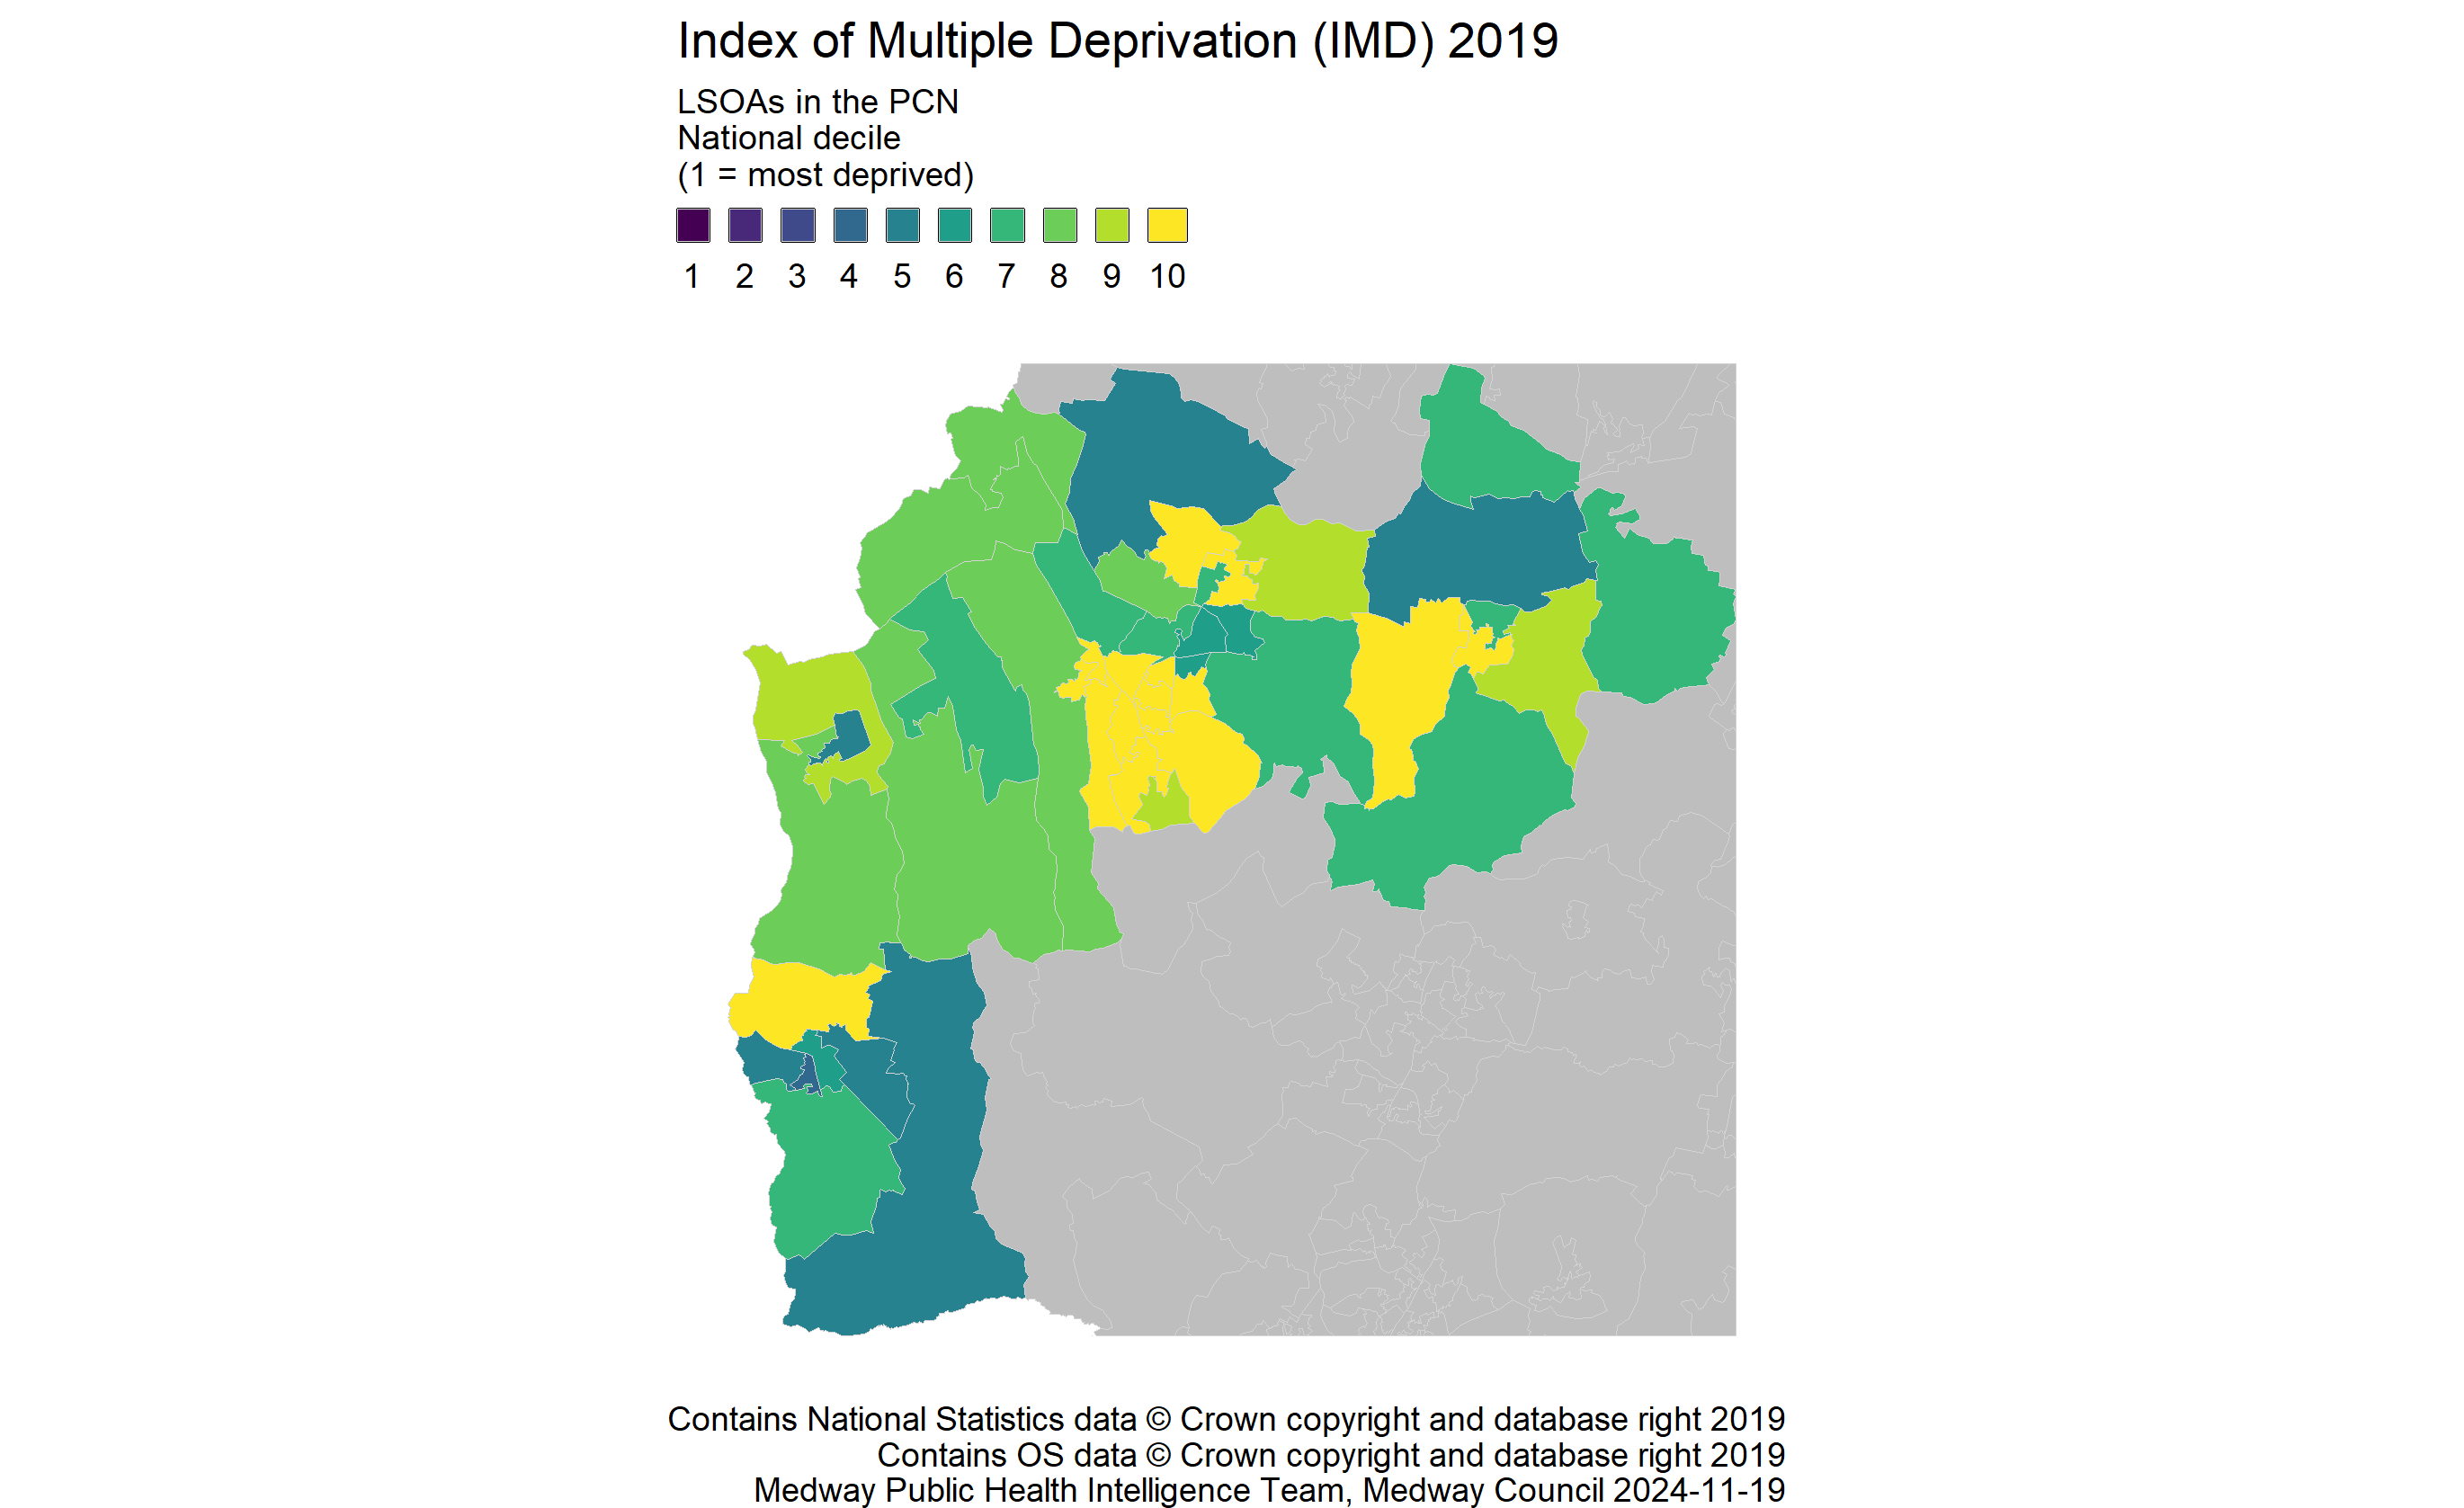 Index of Multiple Deprivation (IMD) 2019
LSOAs in the PCN
National decile
(1 = most deprived)
1 2 3 4 5 6 7 8 9 10
Contains National Statistics data © Crown copyright and database right 2019
Contains OS data © Crown copyright and database right 2019
Medway Public Health Intelligence Team, Medway Council 2024-11-19